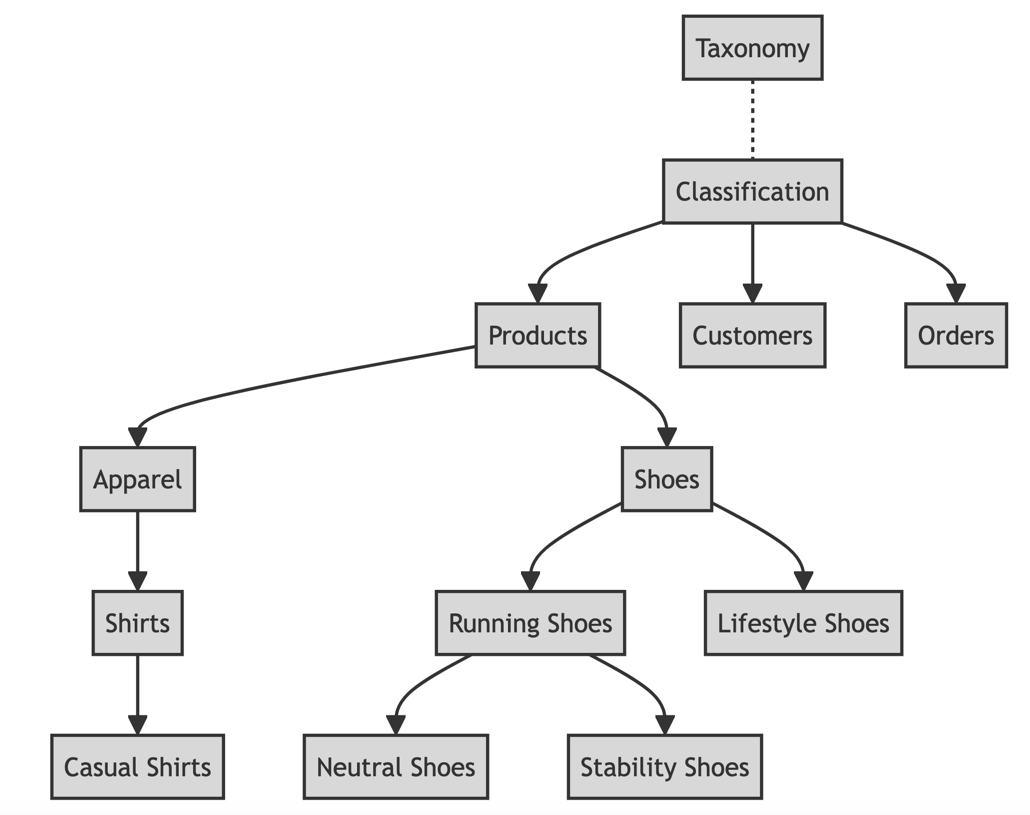 Taxonomy
Classification
Products
Customers
Orders
Apparel
Shoes
Shirts
Running Shoes
Lifestyle Shoes
Casual Shirts
Neutral Shoes
Stability Shoes